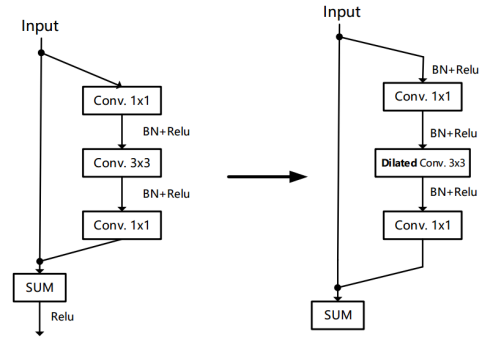 Input
Conv. 1x1
BN+Relu
Conv. 3x3
BN+Relu
Conv. 1x1
SUM
Relu
Input
BN+Relu
Conv. 1x1
BN+Relu
Dilated Conv. 3x3
BN+Relu
Conv. 1x1
SUM